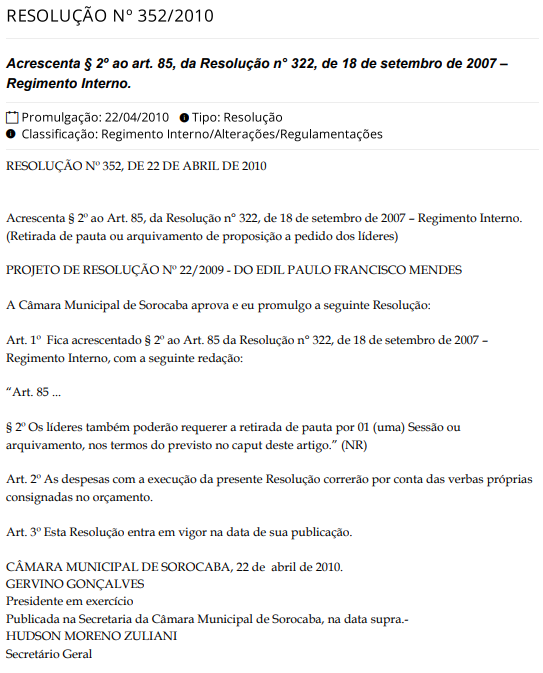 RESOLUÇÃO Nº 352/2010
Acrescenta § 2º ao art. 85, da Resolução n° 322, de 18 de setembro de 2007 –
Regimento Interno.
Promulgação: 22/04/2010 Tipo: Resolução
Classificação: Regimento Interno/Alterações/Regulamentações
RESOLUÇÃO Nº 352, DE 22 DE ABRIL DE 2010
Acrescenta § 2º ao Art. 85, da Resolução n° 322, de 18 de setembro de 2007 – Regimento Interno.
(Retirada de pauta ou arquivamento de proposição a pedido dos líderes)
PROJETO DE RESOLUÇÃO Nº 22/2009 - DO EDIL PAULO FRANCISCO MENDES
A Câmara Municipal de Sorocaba aprova e eu promulgo a seguinte Resolução:
Art. 1º Fica acrescentado § 2º ao Art. 85 da Resolução n° 322, de 18 de setembro de 2007 –
Regimento Interno, com a seguinte redação:
“Art. 85 ...
§ 2º Os líderes também poderão requerer a retirada de pauta por 01 (uma) Sessão ou
arquivamento, nos termos do previsto no caput deste artigo.” (NR)
Art. 2º As despesas com a execução da presente Resolução correrão por conta das verbas próprias
consignadas no orçamento.
Art. 3º Esta Resolução entra em vigor na data de sua publicação.
CÂMARA MUNICIPAL DE SOROCABA, 22 de abril de 2010.
GERVINO GONÇALVES
Presidente em exercício
Publicada na Secretaria da Câmara Municipal de Sorocaba, na data supra.-
HUDSON MORENO ZULIANI
Secretário Geral